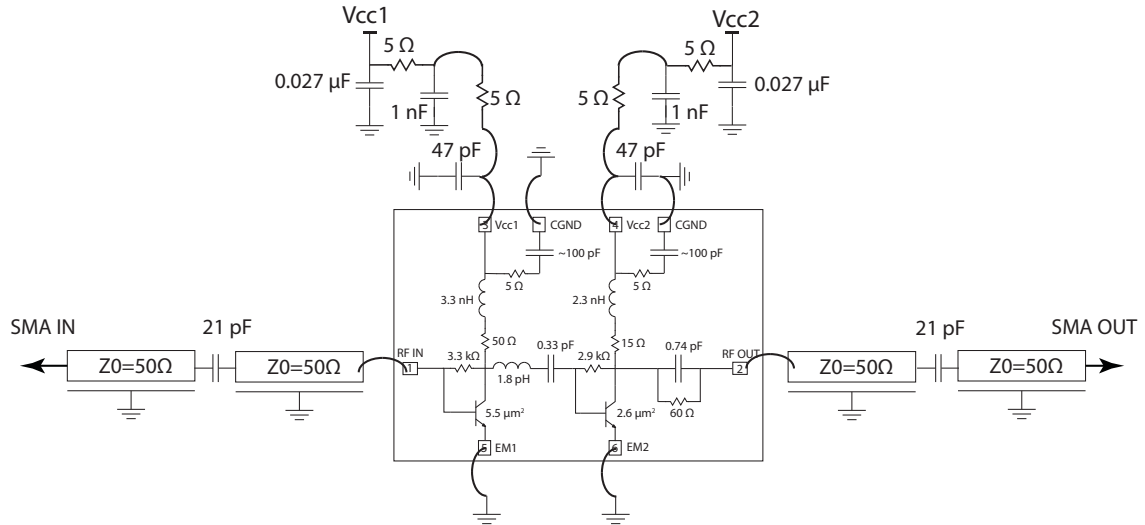 Vcc1
Vcc2
5 Ω
5 Ω
0.027 µF
0.027 µF
1 nF
5 Ω
5 Ω
1 nF
47 pF
47 pF
3 Vcc1
CGND
4 Vcc2
CGND
~100 pF
~100 pF
5 Ω
5 Ω
3.3 nH
2.3 nH
SMA IN
21 pF
21 pF
SMA OUT
50 Ω
15 Ω
RF IN
3.3 kΩ
0.33 pF
2.9 kΩ
0.74 pF
RF OUT
Z0=50Ω
Z0=50Ω
1
1.8 pH
2
Z0=50Ω
Z0=50Ω
5.5 µm²
2.6 µm²
60 Ω
5 EM1
6 EM2